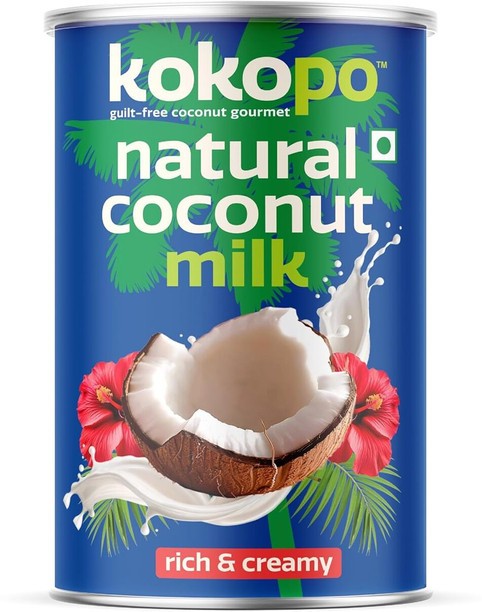 kokopo™
guilt-free coconut gourmet
natural
coconut
milk
rich & creamy